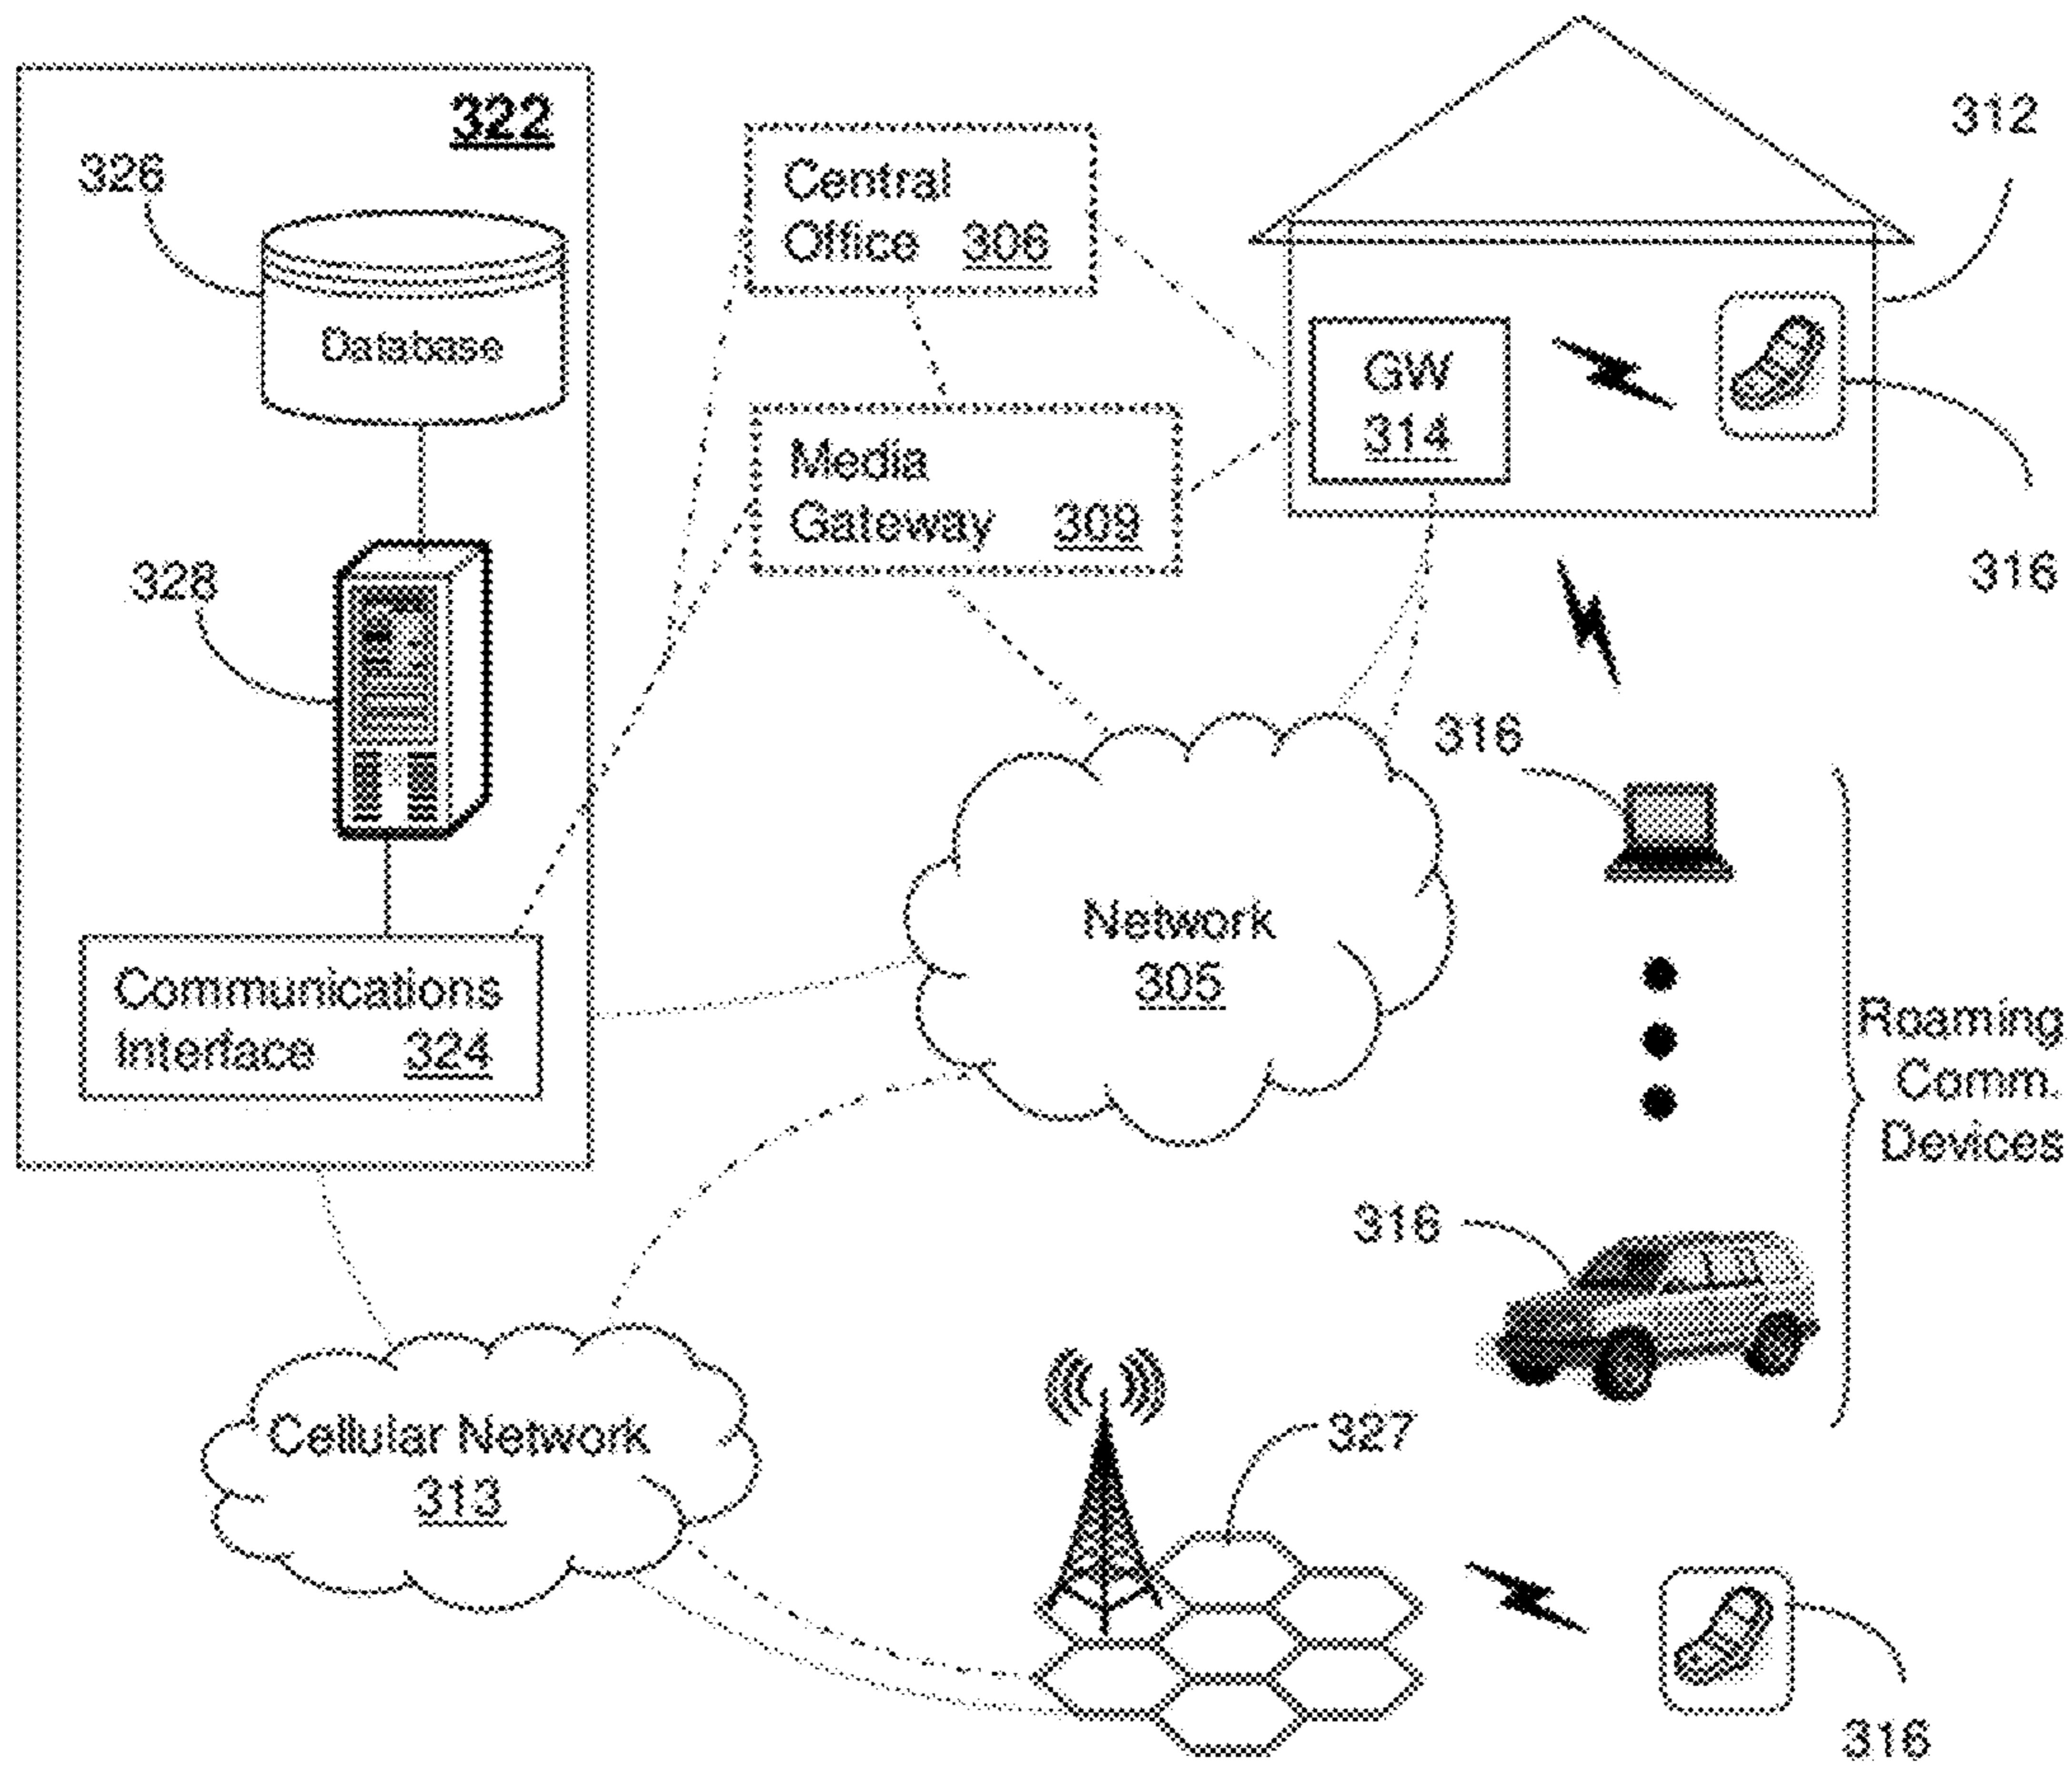 322
326
Database
328
Communications
Interface 324
Central
Office 306
Media
Gateway 309
312
GW
314
316
316
Network
305
Roaming
Comm.
Devices
316
Cellular Network
313
327
316